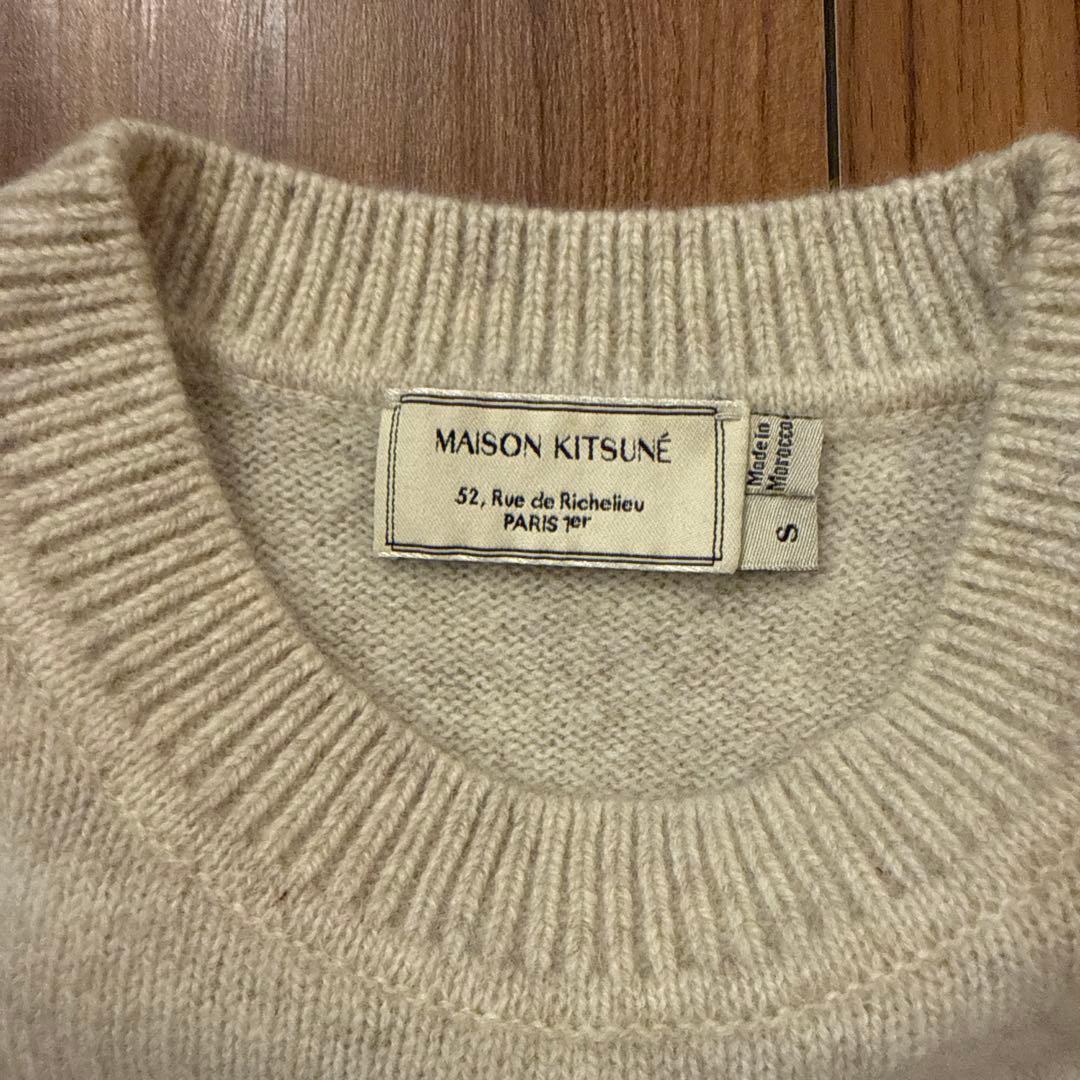 MAISON KITSUNÉ
52, Rue de Richelieu
PARIS 1er
Made in
Morocco
S